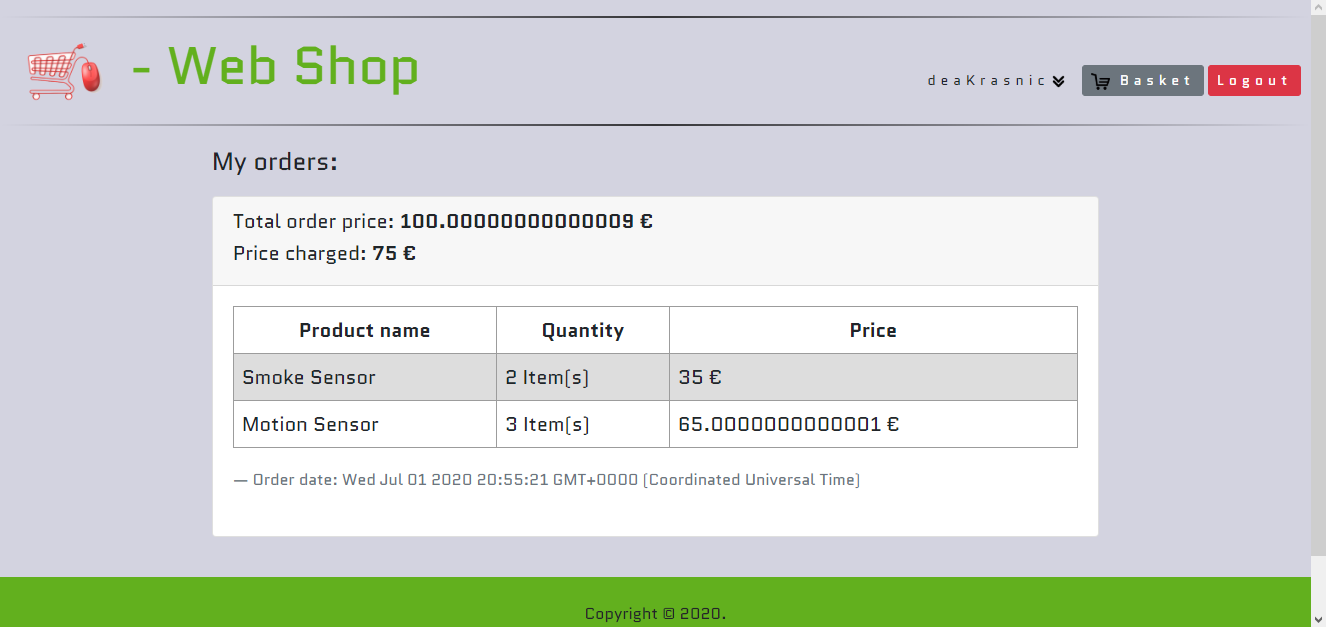 - Web Shop
deaKrasnic
Basket
Logout
My orders:
Total order price: 100.00000000000009 €
Price charged: 75 €
Product name Quantity Price
Smoke Sensor 2 Item(s) 35 €
Motion Sensor 3 Item(s) 65.0000000000001 €
— Order date: Wed Jul 01 2020 20:55:21 GMT+0000 (Coordinated Universal Time)
Copyright © 2020.